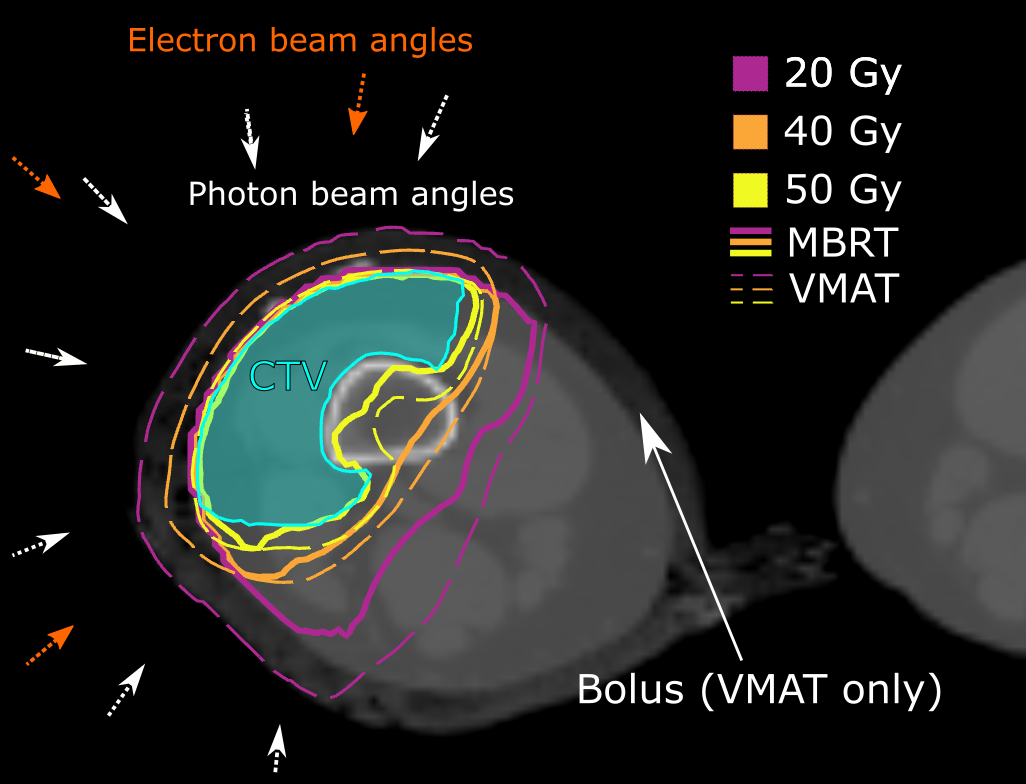 Electron beam angles
Photon beam angles
20 Gy
40 Gy
50 Gy
MBRT
VMAT
CTV
Bolus (VMAT only)